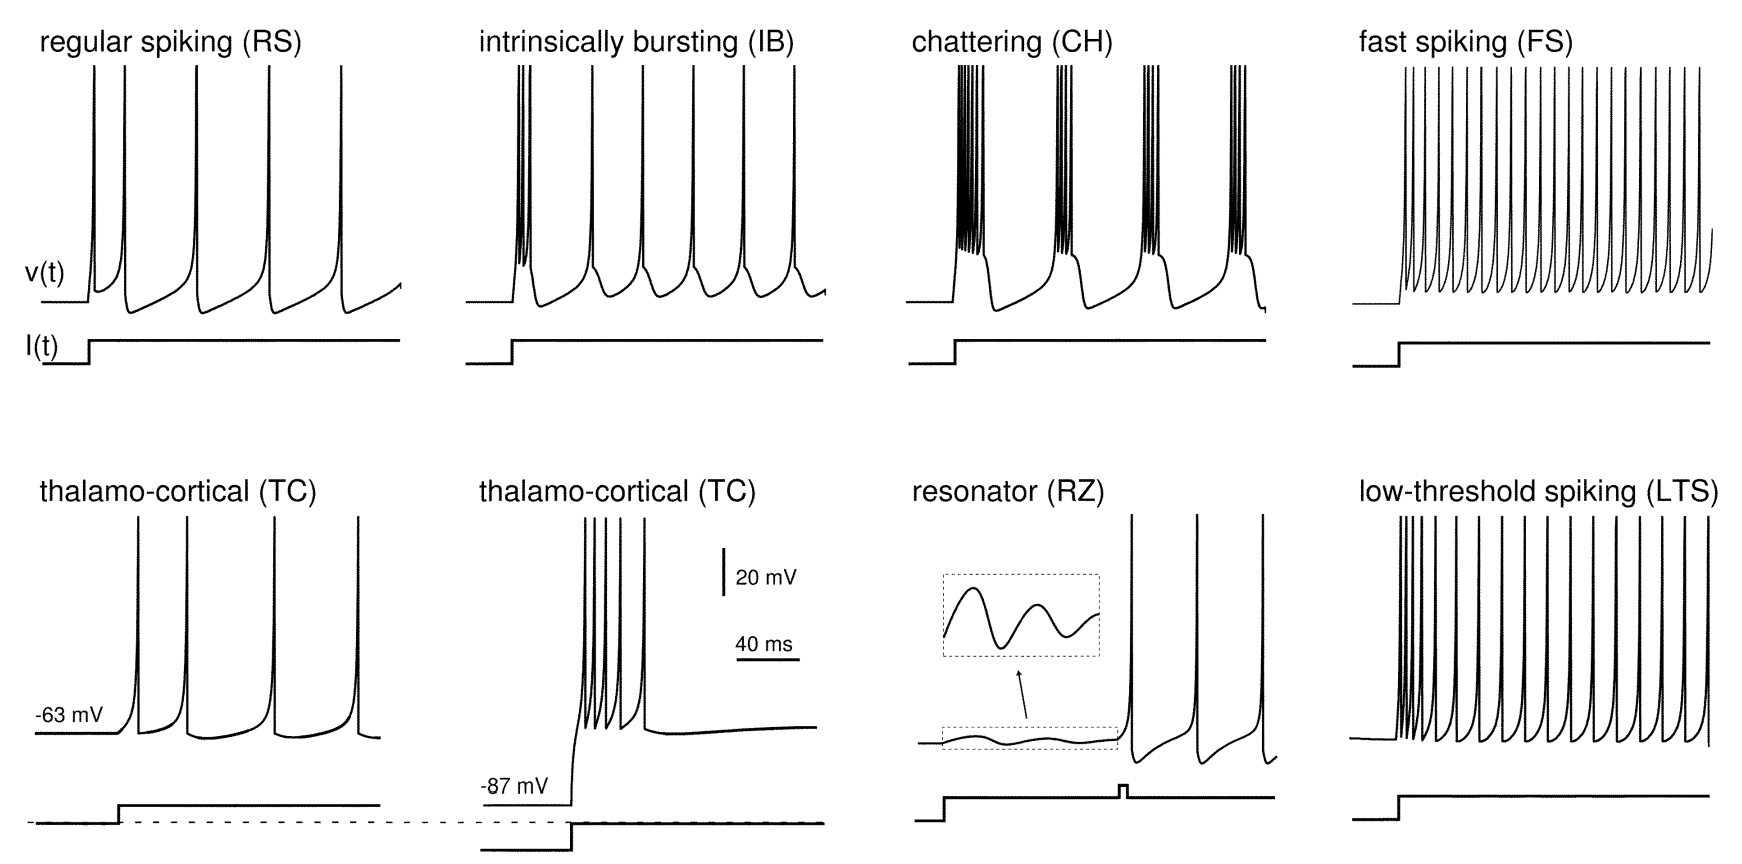 regular spiking (RS)
intrinsically bursting (IB)
chattering (CH)
fast spiking (FS)
v(t)
I(t)
thalamo-cortical (TC)
thalamo-cortical (TC)
resonator (RZ)
low-threshold spiking (LTS)
20 mV
40 ms
-63 mV
-87 mV